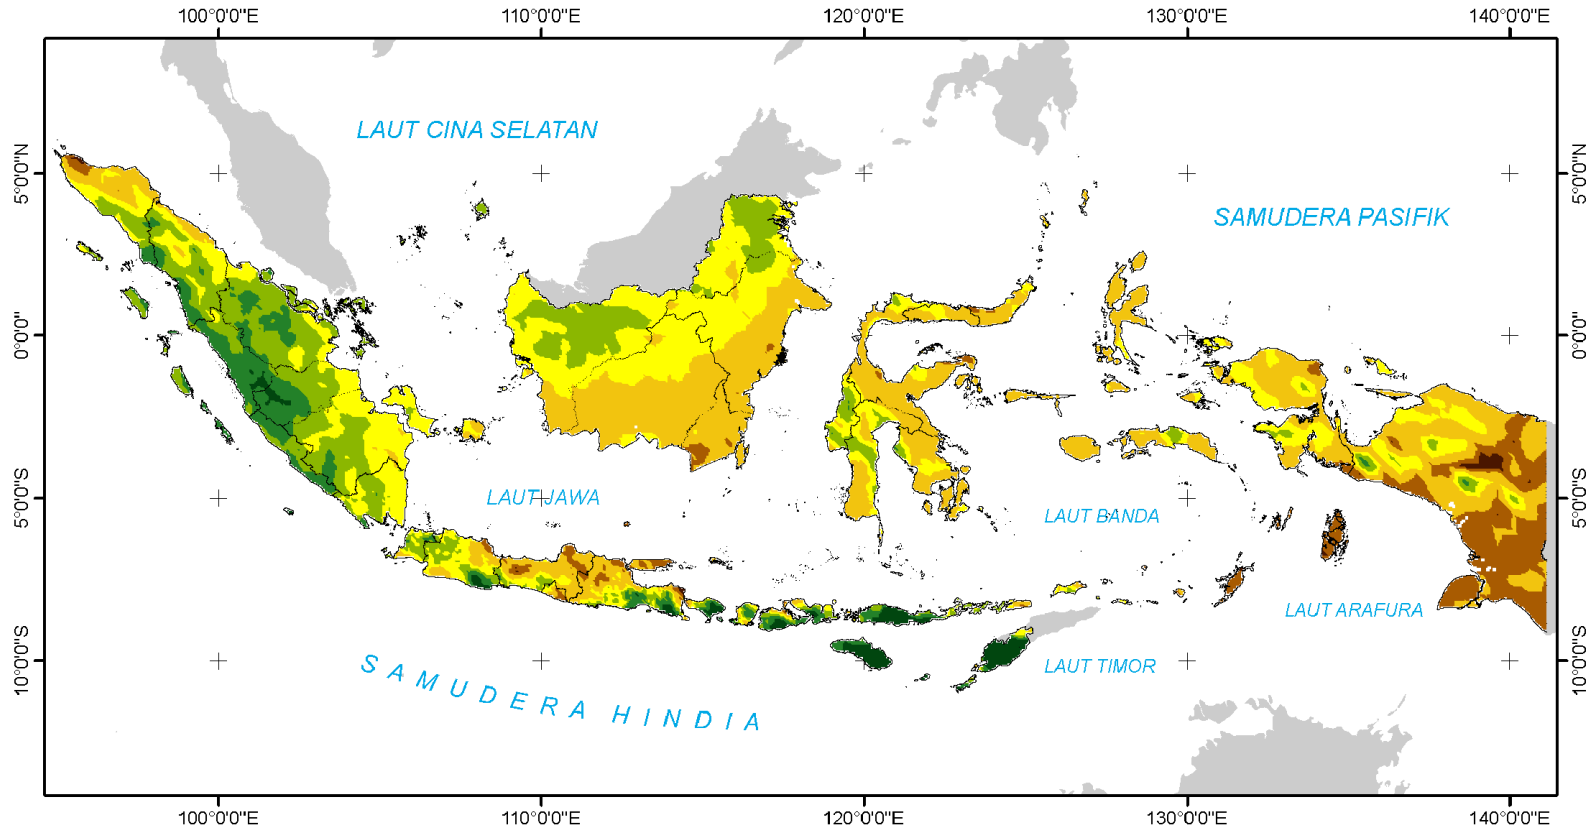 100°0'0"E 110°0'0"E 120°0'0"E 130°0'0"E 140°0'0"E
LAUT CINA SELATAN
5°0'0"N 5°0'0"N
SAMUDERA PASIFIK
0°0'0" 0°0'0"
LAUT JAWA
5°0'0"S 5°0'0"S
LAUT BANDA
LAUT ARAFURA
10°0'0"S 10°0'0"S
LAUT TIMOR
SAMUDERA HINDIA
100°0'0"E 110°0'0"E 120°0'0"E 130°0'0"E 140°0'0"E